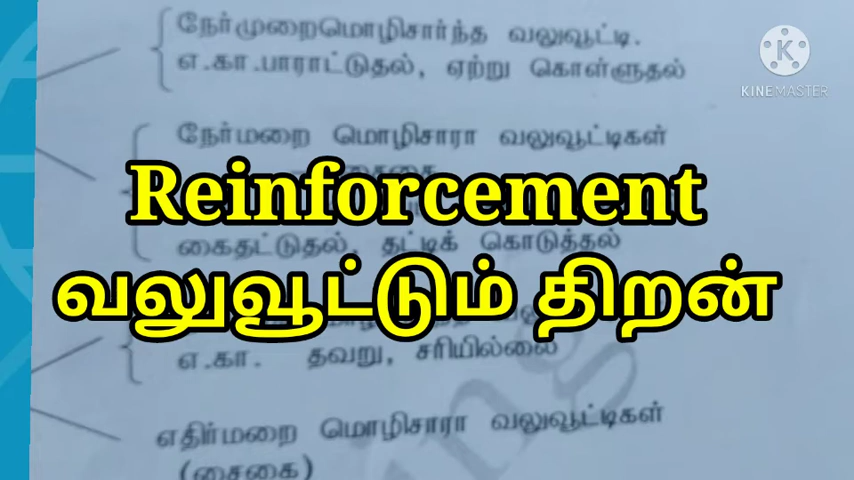 நேர்முறைமொழிசார்ந்த வலுவூட்டி.
எ.கா.பாராட்டுதல், ஏற்று கொள்ளுதல்
K
KINEMASTER
நேர்மறை மொழிசாரா வலுவூட்டிகள்
Reinforcement
கைதட்டுதல், தட்டிக் கொடுத்தல்
வலுவூட்டும் திறன்
எ.கா. தவறு, சரியில்லை
எதிர்மறை மொழிசாரா வலுவூட்டிகள்
(சைகை)